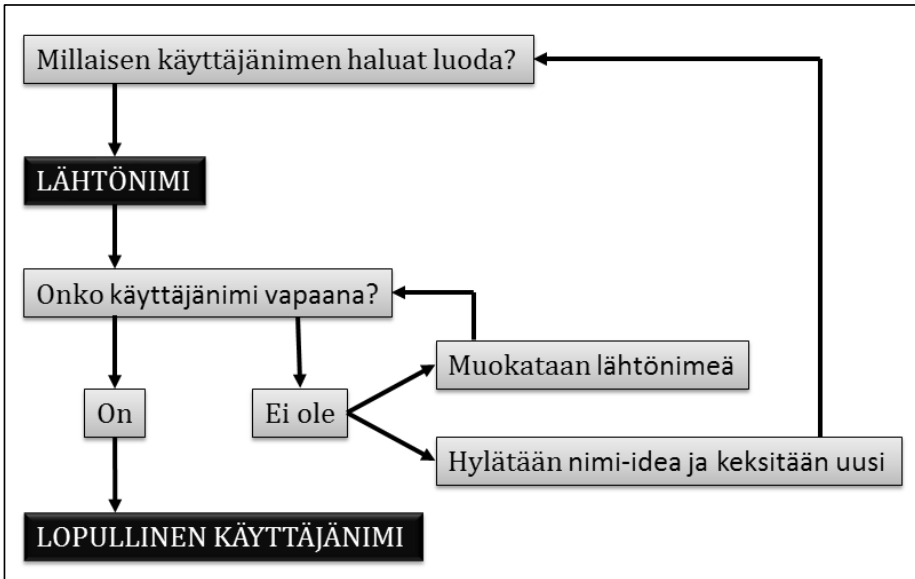 Millaisen käyttäjänimen haluat luoda?
LÄHTÖNIMI
Onko käyttäjänimi vapaana?
Muokataan lähtönimeä
On
Ei ole
Hylätään nimi-idea ja keksitään uusi
LOPULLINEN KÄYTTÄJÄNIMI